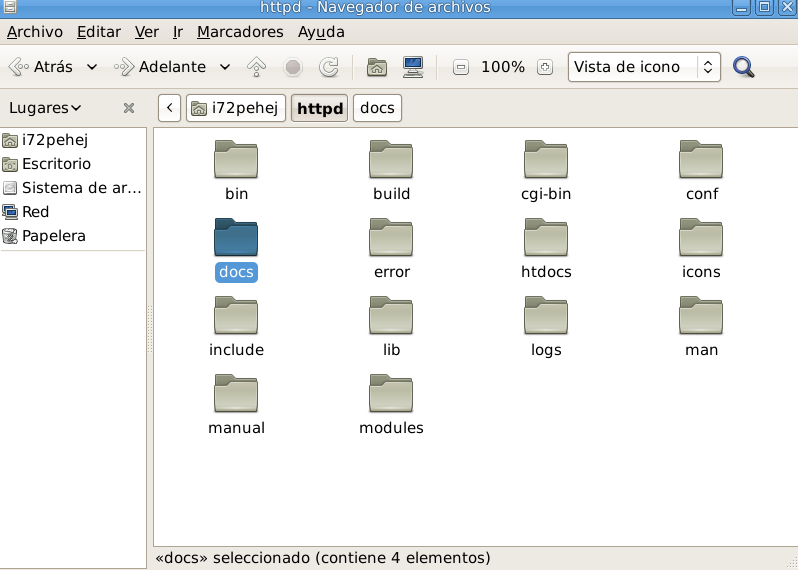 httpd - Navegador de archivos
Archivo Editar Ver Ir Marcadores Ayuda
Atrás Adelante 100% Vista de icono
Lugares i72pehej httpd docs
i72pehej
Escritorio
Sistema de ar...
Red
Papelera
bin build cgi-bin conf
docs error htdocs icons
include lib logs man
manual modules
«docs» seleccionado (contiene 4 elementos)